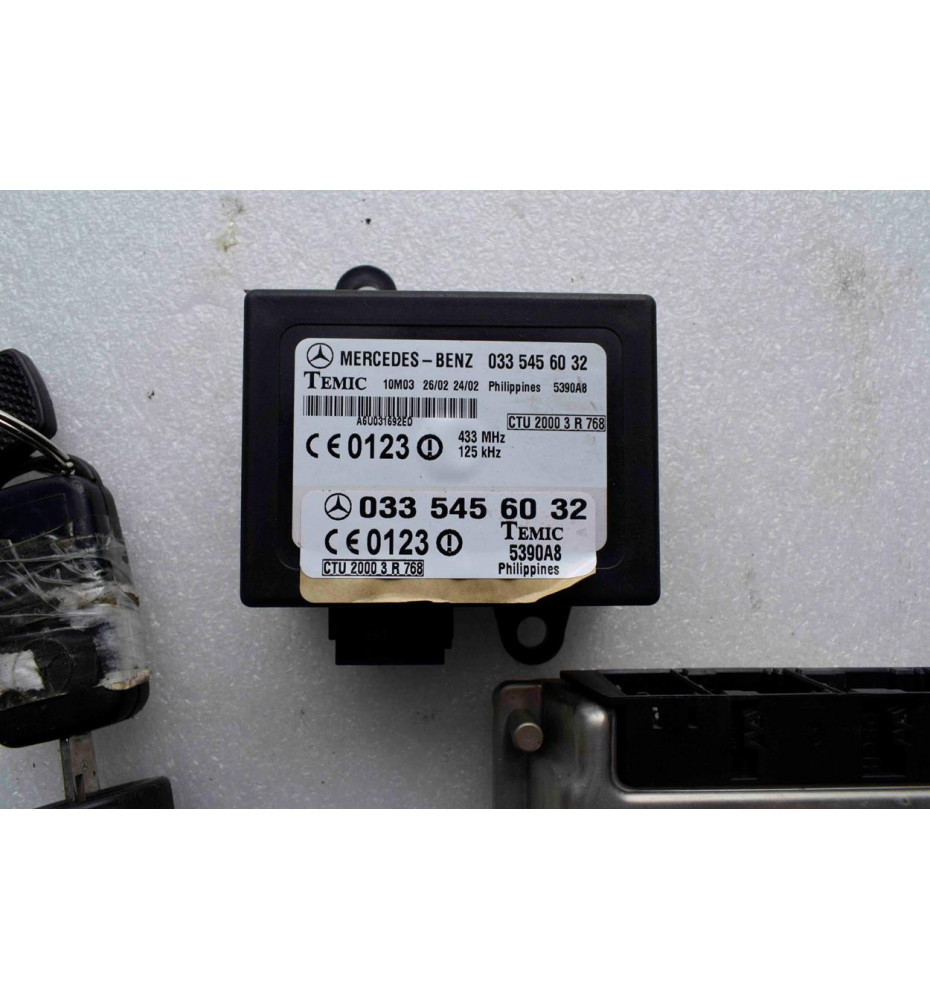 MERCEDES-BENZ 033 545 60 32
TEMIC 10M03 26/02 24/02 Philippines 5390A8
A6U031692ED
CTU 2000 3 R 768
CE0123 433 MHz
125 kHz
033 545 60 32
CE0123 TEMIC
5390A8
CTU 2000 3 R 768 Philippines